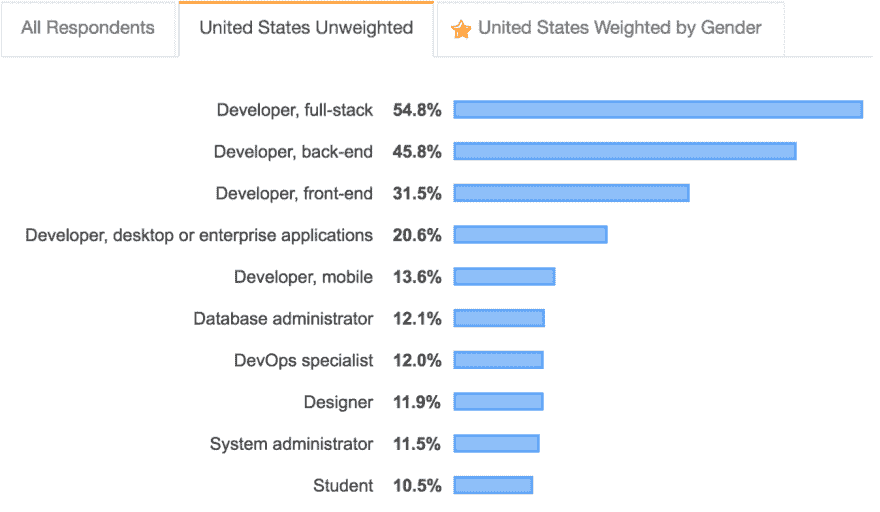 All Respondents United States Unweighted United States Weighted by Gender
Developer, full-stack 54.8%
Developer, back-end 45.8%
Developer, front-end 31.5%
Developer, desktop or enterprise applications 20.6%
Developer, mobile 13.6%
Database administrator 12.1%
DevOps specialist 12.0%
Designer 11.9%
System administrator 11.5%
Student 10.5%